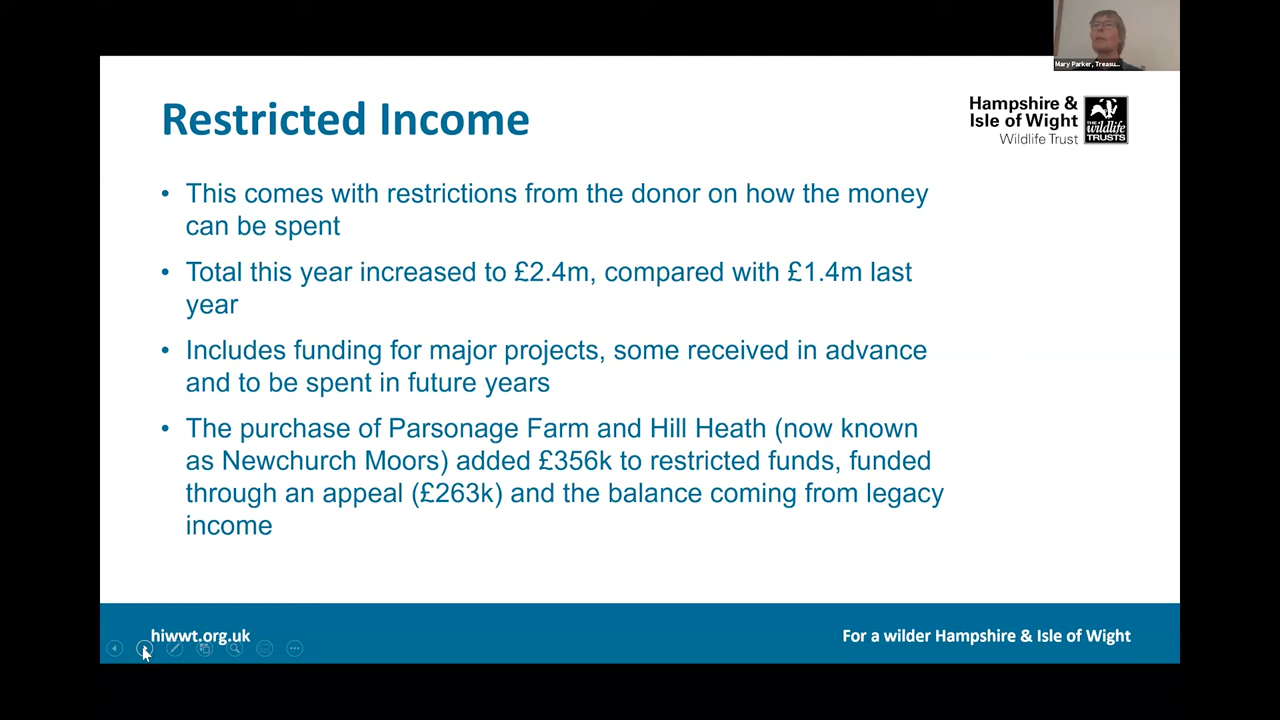 Mary Parker, Treasu...
Restricted Income
Hampshire &
Isle of Wight
Wildlife Trust
THE
wildlife
TRUSTS
• This comes with restrictions from the donor on how the money
can be spent
• Total this year increased to £2.4m, compared with £1.4m last
year
• Includes funding for major projects, some received in advance
and to be spent in future years
• The purchase of Parsonage Farm and Hill Heath (now known
as Newchurch Moors) added £356k to restricted funds, funded
through an appeal (£263k) and the balance coming from legacy
income
hiwwt.org.uk
For a wilder Hampshire & Isle of Wight